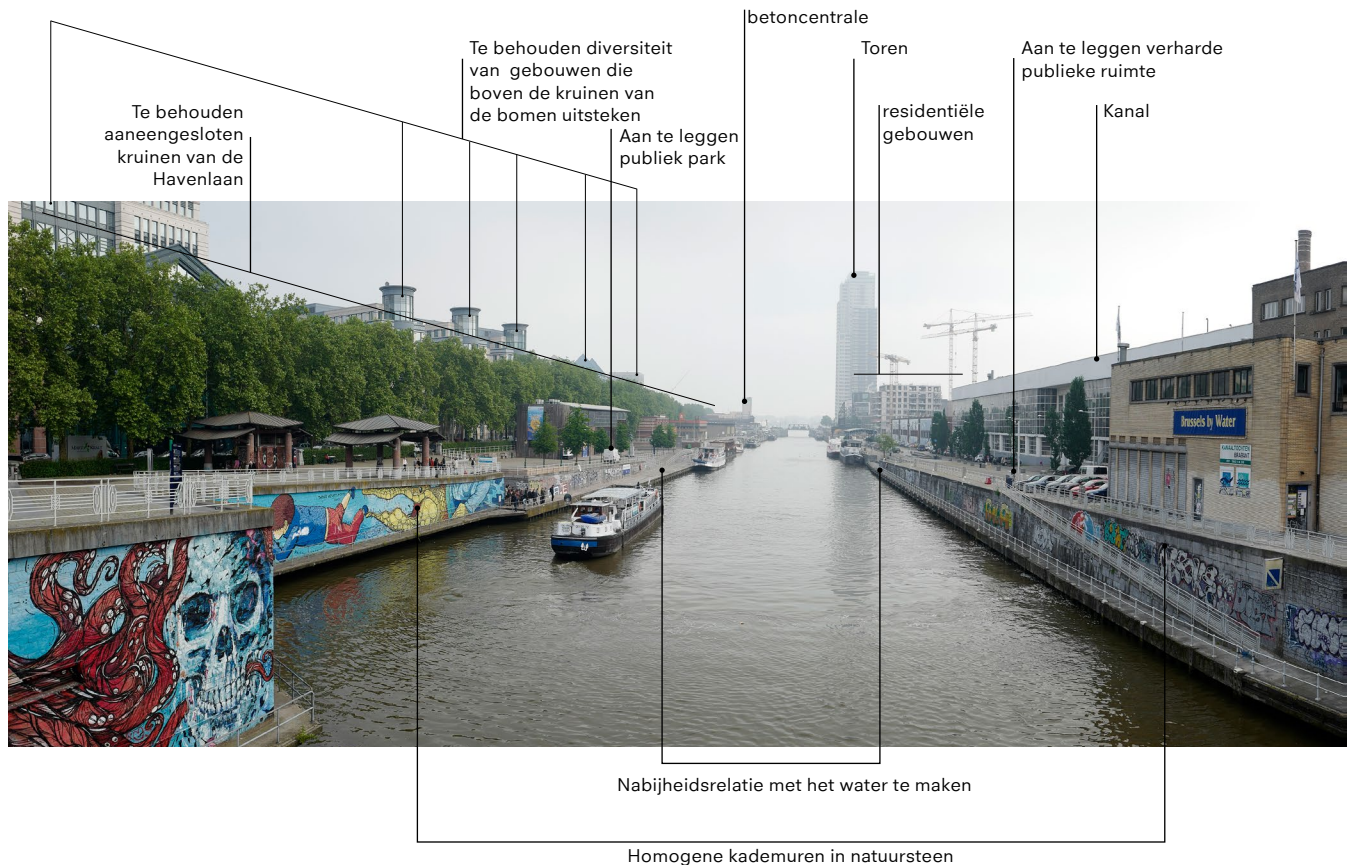 betoncentrale
Te behouden diversiteit
van gebouwen die
boven de kruinen van
de bomen uitsteken
Toren
Aan te leggen verharde
publieke ruimte
Te behouden
aaneengesloten
kruinen van de
Havenlaan
Aan te leggen
publiek park
residentiële
gebouwen
Kanal
Brussels by Water
Nabijheidsrelatie met het water te maken
Homogene kademuren in natuursteen